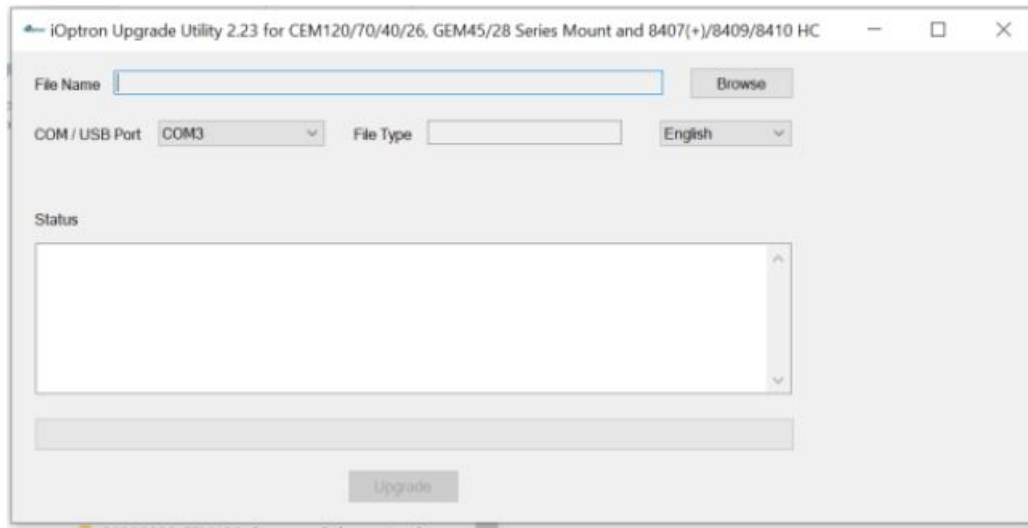 iOptron Upgrade Utility 2.23 for CEM120/70/40/26, GEM45/28 Series Mount and 8407(+)/8409/8410 HC
File Name Browse
COM / USB Port COM3 File Type English
Status
Upgrade